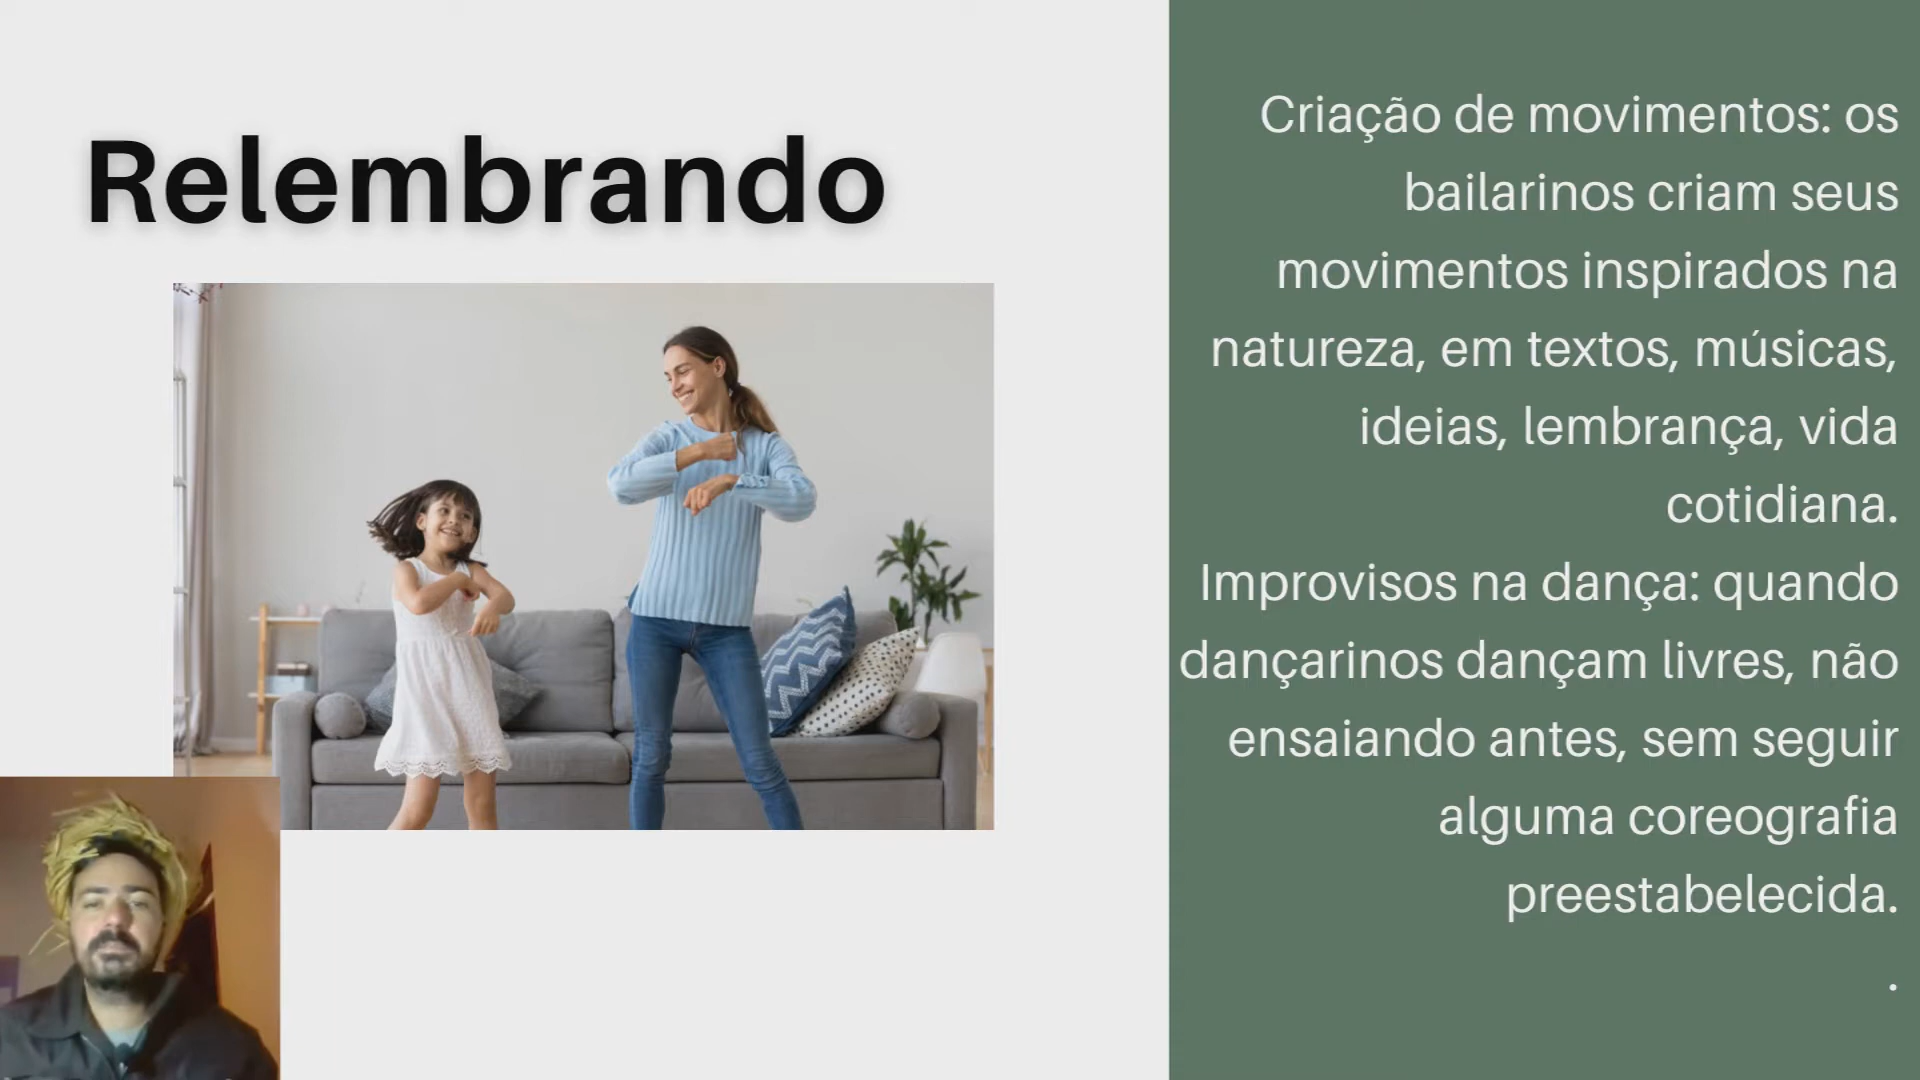 Relembrando
Criação de movimentos: os
bailarinos criam seus
movimentos inspirados na
natureza, em textos, músicas,
ideias, lembrança, vida
cotidiana.
Improvisos na dança: quando
dançarinos dançam livres, não
ensaiando antes, sem seguir
alguma coreografia
preestabelecida.
.